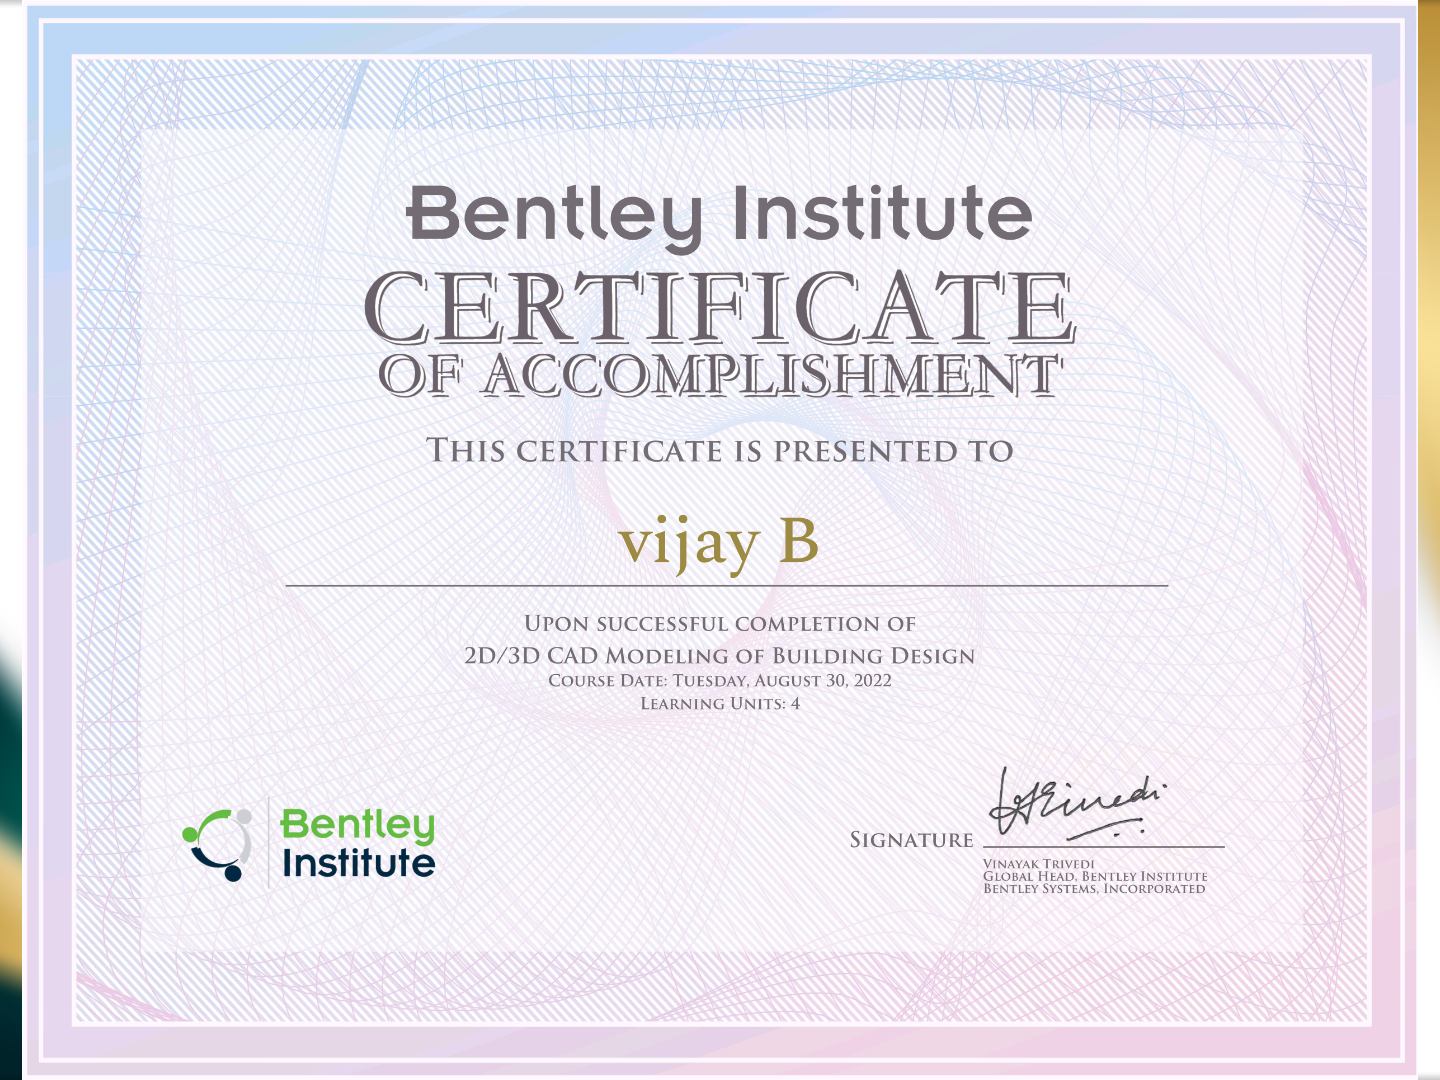 Bentley Institute
CERTIFICATE
OF ACCOMPLISHMENT
THIS CERTIFICATE IS PRESENTED TO
vijay B
UPON SUCCESSFUL COMPLETION OF
2D/3D CAD MODELING OF BUILDING DESIGN
COURSE DATE: TUESDAY, AUGUST 30, 2022
LEARNING UNITS: 4
Bentley
Institute
SIGNATURE
VINAYAK TRIVEDI
GLOBAL HEAD, BENTLEY INSTITUTE
BENTLEY SYSTEMS, INCORPORATED